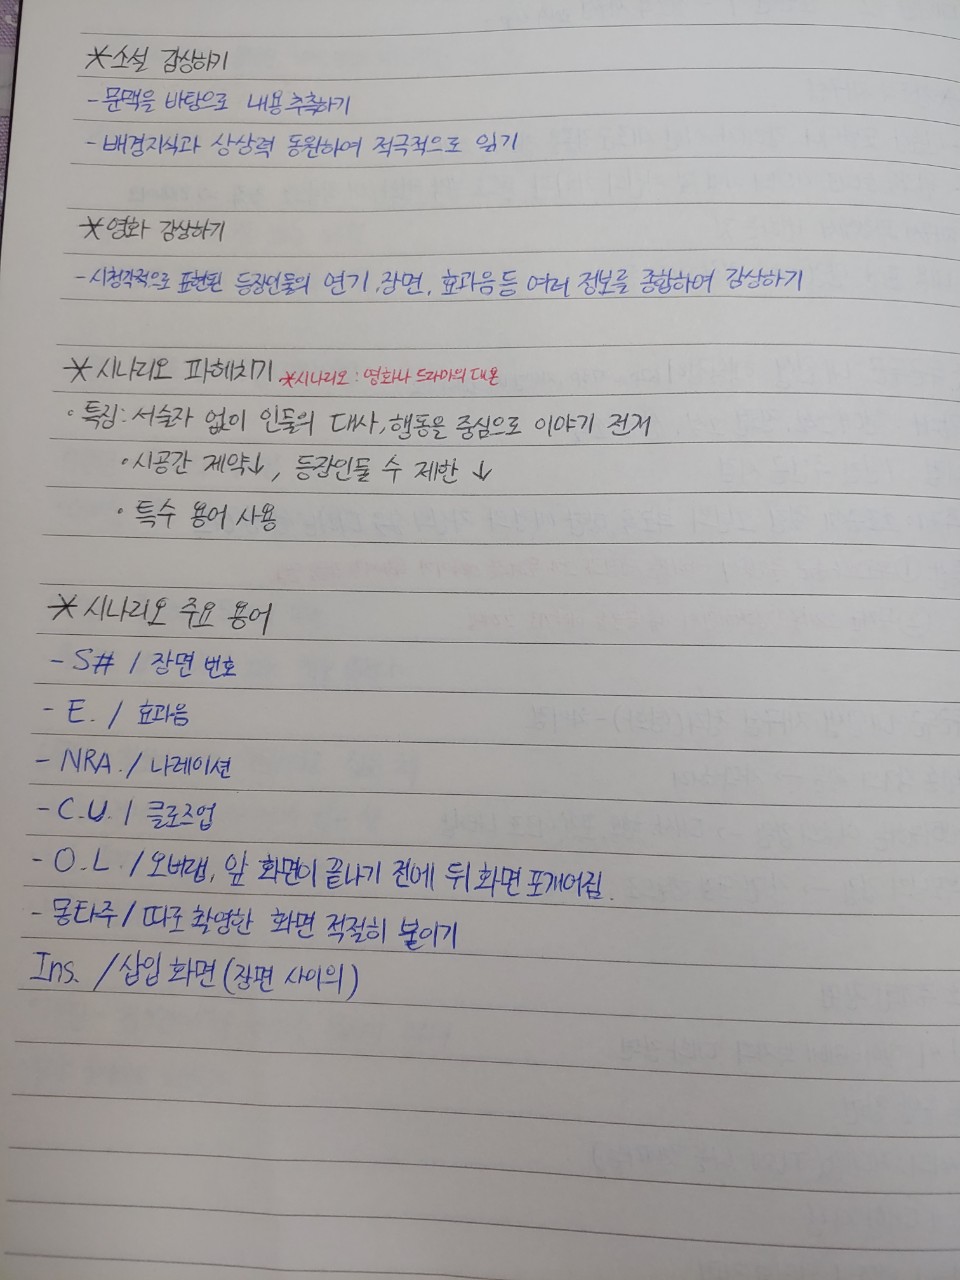 *소설 감상하기
- 문맥을 바탕으로 내용 추측하기
- 배경지식과 상상력 동원하여 적극적으로 읽기
*영화 감상하기
- 시청각적으로 표현된 등장인물의 연기, 장면, 효과음 등 여러 정보를 종합하여 감상하기
*시나리오 파헤치기 *시나리오 : 영화나 드라마의 대본
• 특징: 서술자 없이 인물의 대사, 행동을 중심으로 이야기 전개
• 시공간 제약↓, 등장인물 수 제한 ↓
• 특수 용어 사용
*시나리오 주요 용어
- S# / 장면 번호
- E. / 효과음
- NRA. / 나레이션
- C.U. / 클로즈업
- O.L. / 오버랩, 앞 화면이 끝나기 전에 뒤 화면 포개어짐.
- 몽타주 / 따로 촬영한 화면 적절히 붙이기
Ins. / 삽입 화면 (장면 사이의)